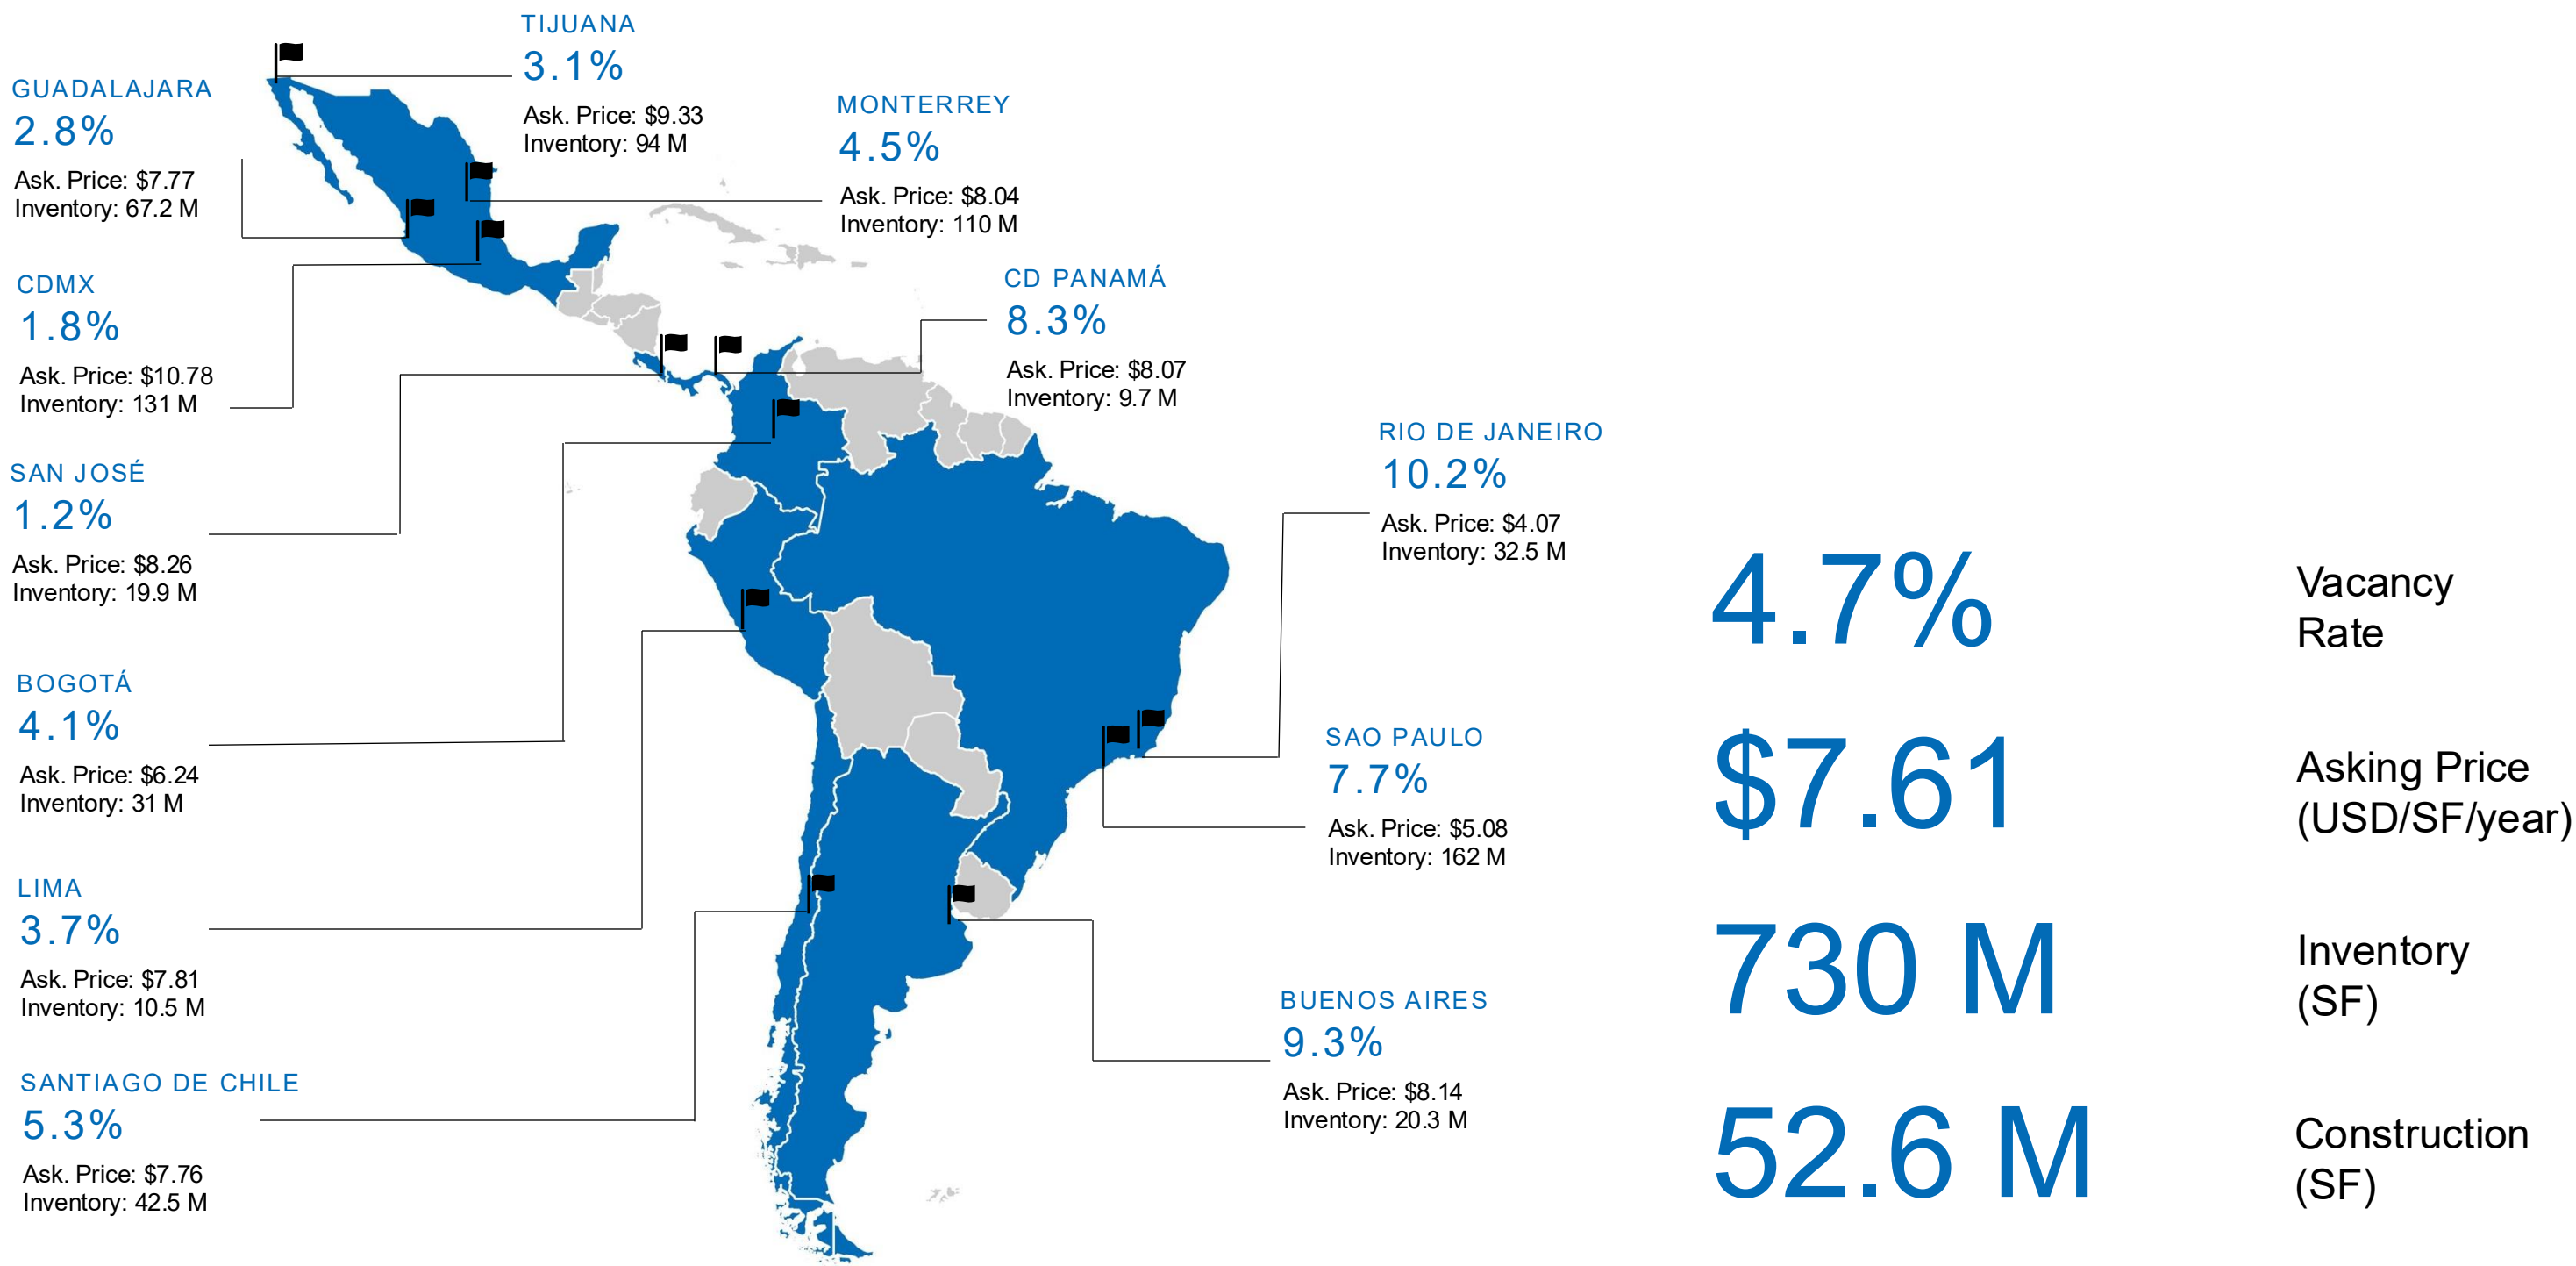 TIJUANA
3.1%
Ask. Price: $9.33
Inventory: 94 M
GUADALAJARA
2.8%
Ask. Price: $7.77
Inventory: 67.2 M
MONTERREY
4.5%
Ask. Price: $8.04
Inventory: 110 M
CDMX
1.8%
Ask. Price: $10.78
Inventory: 131 M
CD PANAMÁ
8.3%
Ask. Price: $8.07
Inventory: 9.7 M
SAN JOSÉ
1.2%
Ask. Price: $8.26
Inventory: 19.9 M
RIO DE JANEIRO
10.2%
Ask. Price: $4.07
Inventory: 32.5 M
BOGOTÁ
4.1%
Ask. Price: $6.24
Inventory: 31 M
SAO PAULO
7.7%
Ask. Price: $5.08
Inventory: 162 M
LIMA
3.7%
Ask. Price: $7.81
Inventory: 10.5 M
BUENOS AIRES
9.3%
Ask. Price: $8.14
Inventory: 20.3 M
SANTIAGO DE CHILE
5.3%
Ask. Price: $7.76
Inventory: 42.5 M
4.7%
Vacancy
Rate
$7.61
Asking Price
(USD/SF/year)
730 M
Inventory
(SF)
52.6 M
Construction
(SF)